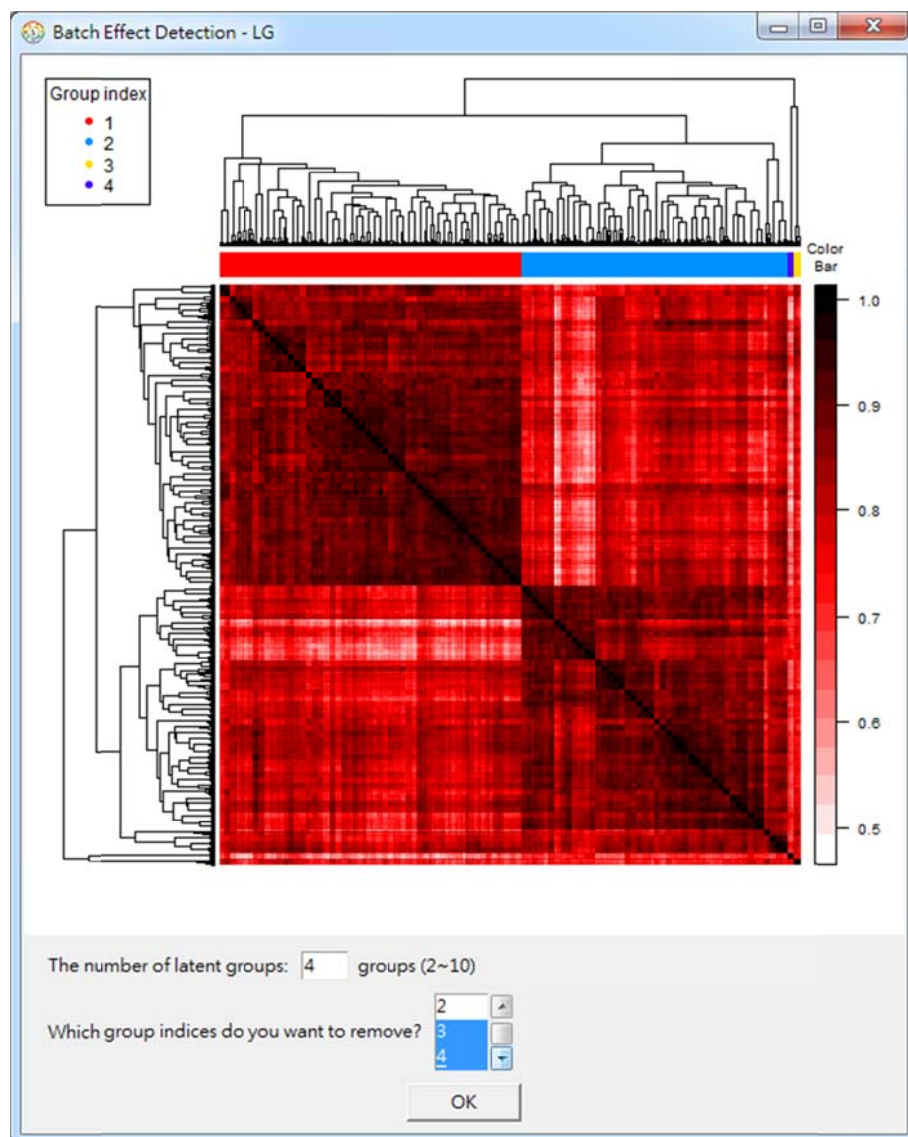 Batch Effect Detection - LG
Group index
1
2
3
4
Color
Bar
1.0
0.9
0.8
0.7
0.6
0.5
The number of latent groups: 4 groups (2~10)
2
Which group indices do you want to remove? 3
4
OK